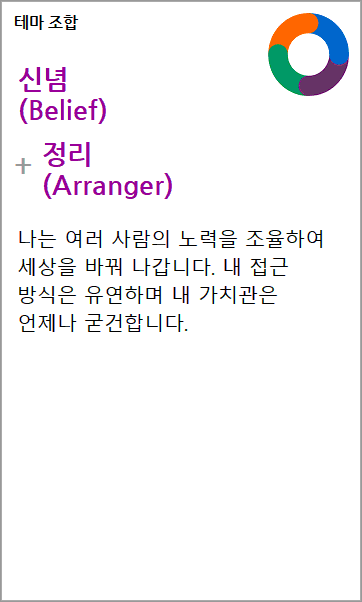 테마 조합
신념
(Belief)
+ 정리
(Arranger)
나는 여러 사람의 노력을 조율하여
세상을 바꿔 나갑니다. 내 접근
방식은 유연하며 내 가치관은
언제나 굳건합니다.